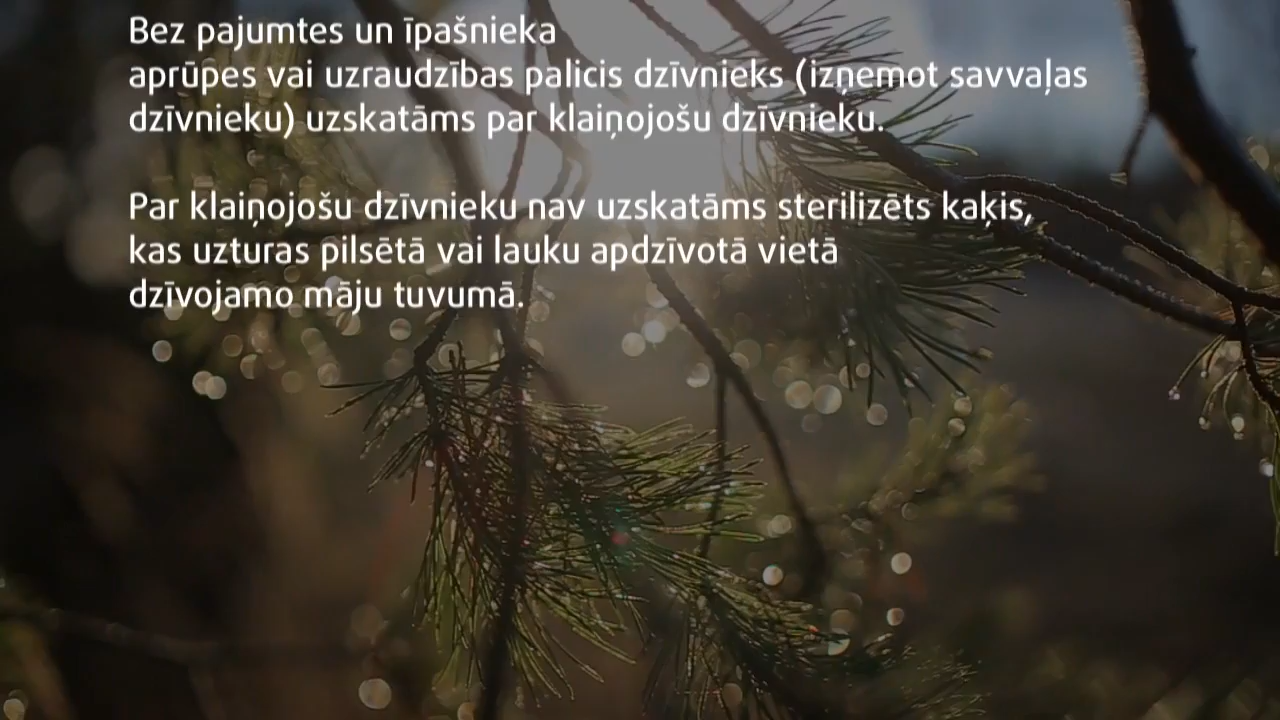 Bez pajumtes un īpašnieka
aprūpes vai uzraudzības palicis dzīvnieks (izņemot savvaļas
dzīvnieku) uzskatāms par klaiņojošu dzīvnieku.
Par klaiņojošu dzīvnieku nav uzskatāms sterilizēts kaķis,
kas uzturas pilsētā vai lauku apdzīvotā vietā
dzīvojamo māju tuvumā.